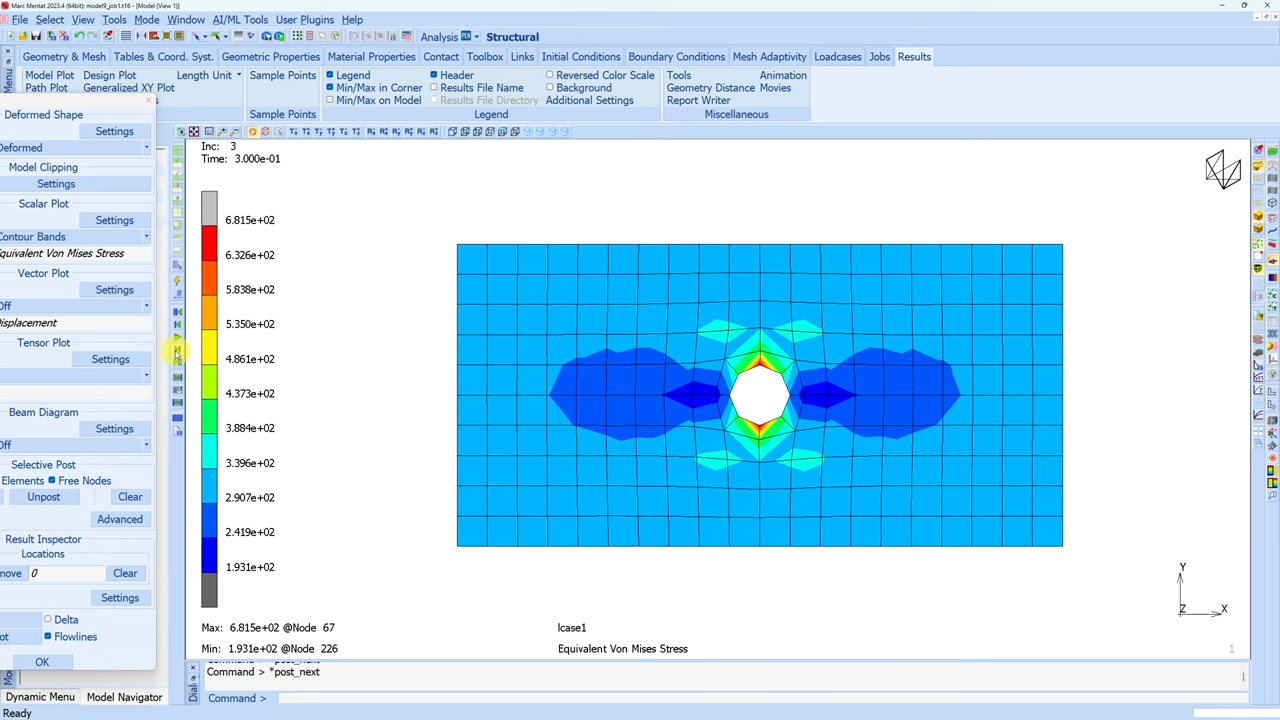 Marc Mentat 2023.4 (64bit): model9_job1.t16 - [Model (View 1)]
File Select View Tools Mode Window AI/ML Tools User Plugins Help
Analysis Structural
Geometry & Mesh Tables & Coord. Syst. Geometric Properties Material Properties Contact Toolbox Links Initial Conditions Boundary Conditions Mesh Adaptivity Loadcases Jobs Results
Model Plot Design Plot Length Unit Sample Points Legend Header Reversed Color Scale Tools Animation
Path Plot Generalized XY Plot Min/Max in Corner Results File Name Background Geometry Distance Movies
Min/Max on Model Results File Directory Additional Settings Report Writer
Sample Points Legend Miscellaneous
Menu
Deformed Shape
Settings
Deformed
Model Clipping
Settings
Scalar Plot
Settings
Contour Bands
Equivalent Von Mises Stress
Vector Plot
Settings
Off
Displacement
Tensor Plot
Settings
Beam Diagram
Settings
Off
Selective Post
Elements Free Nodes
Unpost Clear
Advanced
Result Inspector
Locations
move 0 Clear
Settings
Delta
ot Flowlines
OK
Dynamic Menu Model Navigator
Ready
Inc: 3
Time: 3.000e-01
6.815e+02
6.326e+02
5.838e+02
5.350e+02
4.861e+02
4.373e+02
3.884e+02
3.396e+02
2.907e+02
2.419e+02
1.931e+02
Y
Z X
Max: 6.815e+02 @Node 67 lcase1
Min: 1.931e+02 @Node 226 Equivalent Von Mises Stress 1
Command > *post_next
Command > *post_next
Command >